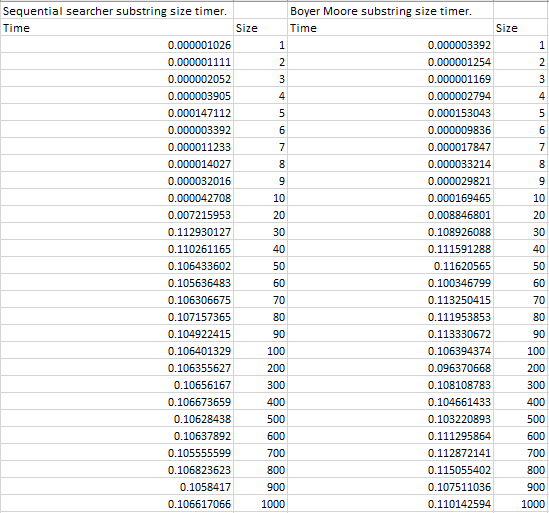 Sequential searcher substring size timer. Boyer Moore substring size timer.
Time Size Time Size
0.000001026 1 0.000003392 1
0.000001111 2 0.000001254 2
0.000002052 3 0.000001169 3
0.000003905 4 0.000002794 4
0.000147112 5 0.000153043 5
0.000003392 6 0.000009836 6
0.000011233 7 0.000017847 7
0.000014027 8 0.000033214 8
0.000032016 9 0.000029821 9
0.000042708 10 0.000169465 10
0.007215953 20 0.008846801 20
0.112930127 30 0.108926088 30
0.110261165 40 0.111591288 40
0.106433602 50 0.11620565 50
0.105636483 60 0.100346799 60
0.106306675 70 0.113250415 70
0.107157365 80 0.111953853 80
0.104922415 90 0.113330672 90
0.106401329 100 0.106394374 100
0.106355627 200 0.096370668 200
0.10656167 300 0.108108783 300
0.106673659 400 0.104661433 400
0.10628438 500 0.103220893 500
0.10637892 600 0.111295864 600
0.105555599 700 0.112872141 700
0.106823623 800 0.115055402 800
0.1058417 900 0.107511036 900
0.106617066 1000 0.110142594 1000